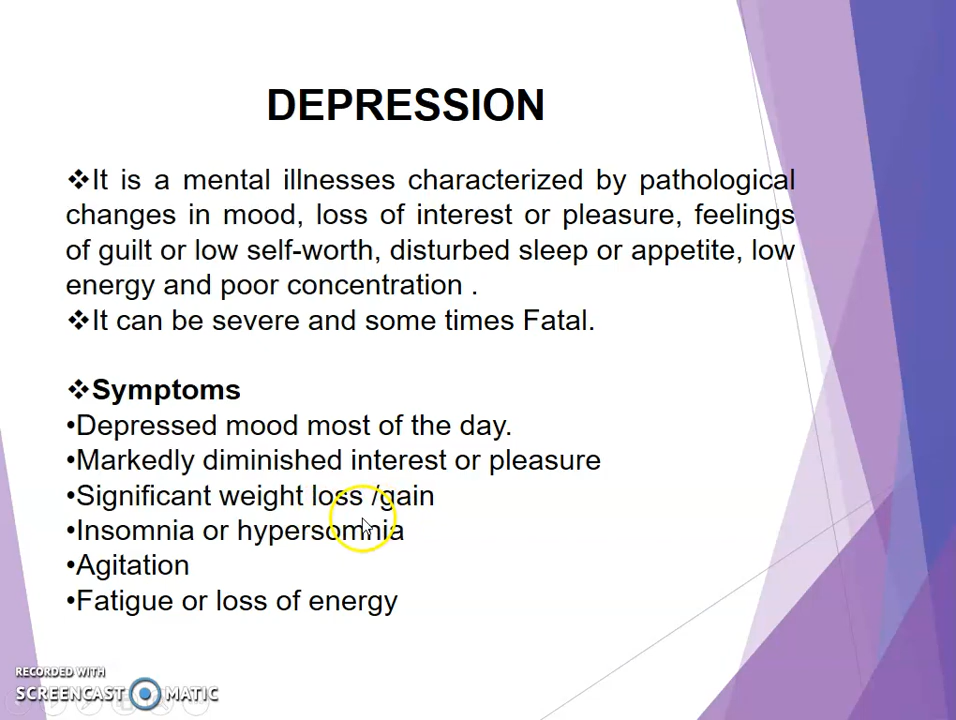 DEPRESSION
❖It is a mental illnesses characterized by pathological
changes in mood, loss of interest or pleasure, feelings
of guilt or low self-worth, disturbed sleep or appetite, low
energy and poor concentration .
❖It can be severe and some times Fatal.
❖Symptoms
•Depressed mood most of the day.
•Markedly diminished interest or pleasure
•Significant weight loss /gain
•Insomnia or hypersomnia
•Agitation
•Fatigue or loss of energy
RECORDED WITH
SCREENCAST MATIC